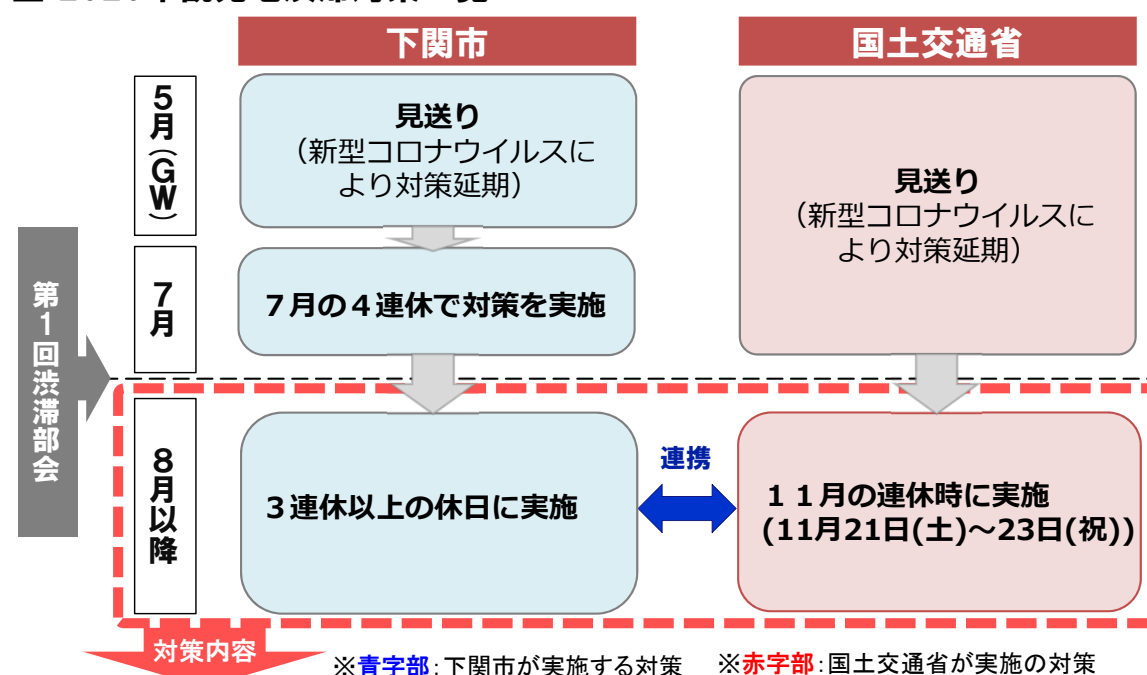 下関市
国土交通省
5月(GW)
見送り
（新型コロナウイルスに
より対策延期）
見送り
（新型コロナウイルスに
より対策延期）
7月
７月の４連休で対策を実施
第1回渋滞部会
8月以降
３連休以上の休日に実施
連携
１１月の連休時に実施
(11月21日(土)～23日(祝))
対策内容
※青字部：下関市が実施する対策
※赤字部：国土交通省が実施の対策